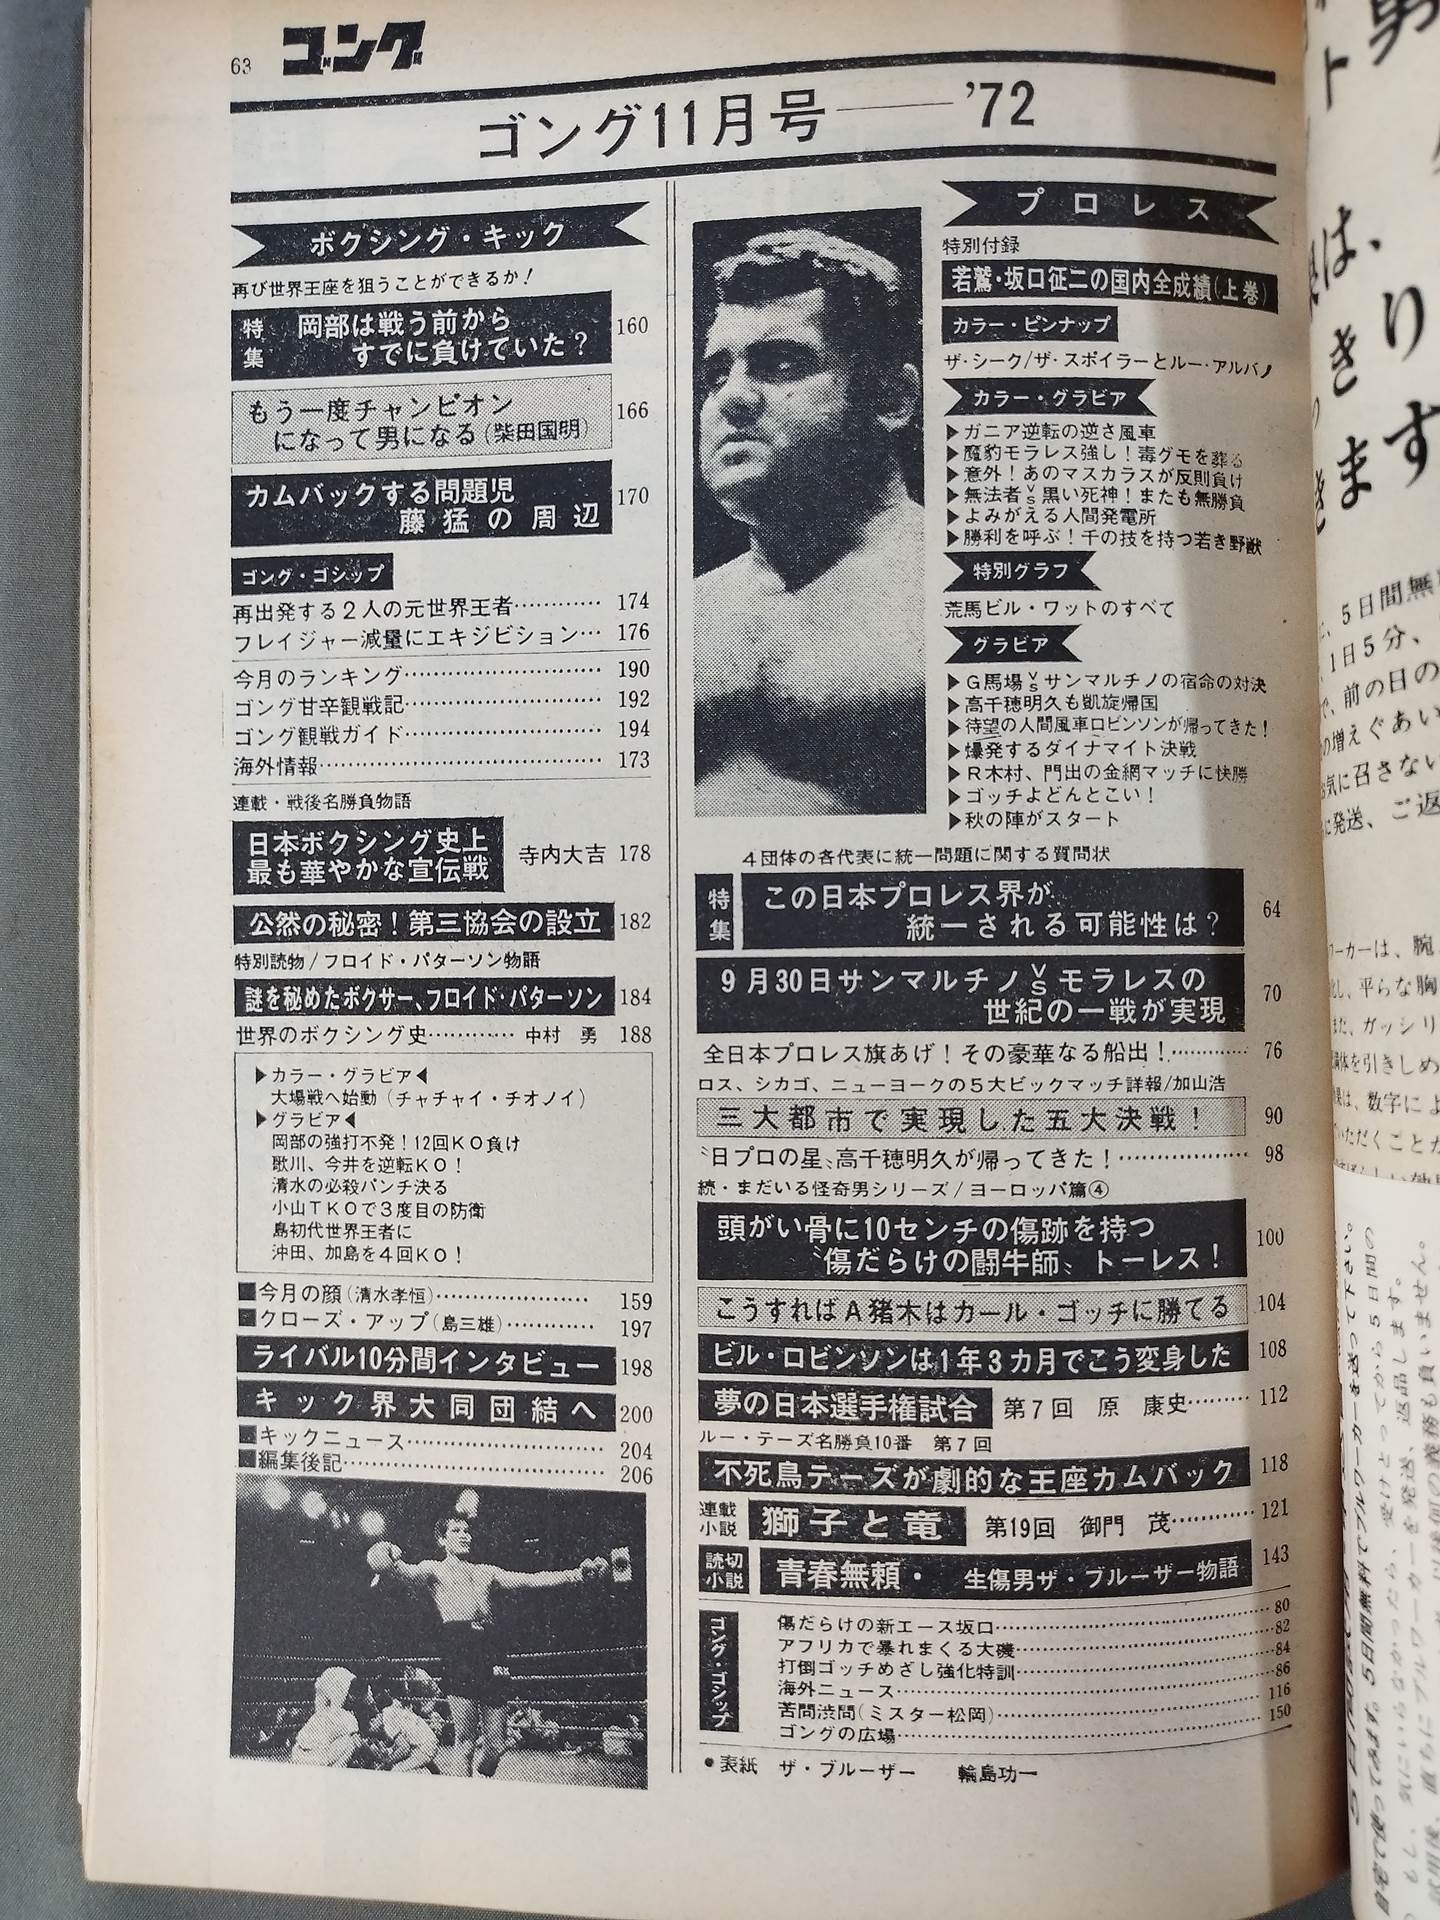 63 ゴング
ゴング11月号――'72
ボクシング・キック
再び世界王座を狙うことができるか！
特集 岡部は戦う前から
すでに負けていた？ 160
もう一度チャンピオン
になって男になる(柴田国明) 166
カムバックする問題児
藤猛の周辺 170
ゴング・ゴシップ
再出発する２人の元世界王者………… 174
フレイジャー減量にエキジビション… 176
今月のランキング………………………… 190
ゴング甘辛観戦記………………………… 192
ゴング観戦ガイド………………………… 194
海外情報…………………………………… 173
連載・戦後名勝負物語
日本ボクシング史上
最も華やかな宣伝戦 寺内大吉 178
公然の秘密！第三協会の設立 182
特別読物/フロイド・パターソン物語
謎を秘めたボクサー、フロイド・パターソン 184
世界のボクシング史………… 中村 勇 188
▶カラー・グラビア◀
大場戦へ始動（チャチャイ・チオノイ）
▶グラビア◀
岡部の強打不発！12回ＫＯ負け
歌川、今井を逆転ＫＯ！
清水の必殺パンチ決る
小山ＴＫＯで３度目の防衛
島初代世界王者に
沖田、加島を４回ＫＯ！
■今月の顔(清水孝恒)………………… 159
■クローズ・アップ(島三雄)………… 197
ライバル10分間インタビュー 198
キック界大同団結へ 200
■キックニュース………………………… 204
■編集後記………………………………… 206
プロレス
特別付録
若鷲・坂口征二の国内全成績(上巻)
カラー・ピンナップ
ザ・シーク/ザ・スポイラーとルー・アルバノ
カラー・グラビア
▶ガニア逆転の逆さ風車
▶魔豹モラレス強し！毒グモを葬る
▶意外！あのマスカラスが反則負け
▶無法者vs黒い死神！またも無勝負
▶よみがえる人間発電所
▶勝利を呼ぶ！千の技を持つ若き野獣
特別グラフ
荒馬ビル・ワットのすべて
グラビア
▶Ｇ馬場vsサンマルチノの宿命の対決
▶高千穂明久も凱旋帰国
▶待望の人間風車ロビンソンが帰ってきた！
▶爆発するダイナマイト決戦
▶Ｒ木村、門出の金網マッチに快勝
▶ゴッチよどんとこい！
▶秋の陣がスタート
４団体の各代表に統一問題に関する質問状
特集 この日本プロレス界が
統一される可能性は？ 64
９月30日サンマルチノvsモラレスの
世紀の一戦が実現 70
全日本プロレス旗あげ！その豪華なる船出！………… 76
ロス、シカゴ、ニューヨークの５大ビックマッチ詳報/加山浩
三大都市で実現した五大決戦！ 90
〝日プロの星〟高千穂明久が帰ってきた！……………… 98
続・まだいる怪奇男シリーズ/ヨーロッパ篇④
頭がい骨に10センチの傷跡を持つ
〝傷だらけの闘牛師〟トーレス！ 100
こうすればＡ猪木はカール・ゴッチに勝てる 104
ビル・ロビンソンは１年３カ月でこう変身した 108
夢の日本選手権試合 第７回 原 康史……… 112
ルー・テーズ名勝負10番 第７回
不死鳥テーズが劇的な王座カムバック 118
連載小説 獅子と竜 第19回 御門 茂………… 121
読切小説 青春無頼・ 生傷男ザ・ブルーザー物語 143
ゴング・ゴシップ
傷だらけの新エース坂口………………………… 80
アフリカで暴れまくる大磯……………………… 82
打倒ゴッチめざし強化特訓……………………… 84
海外ニュース……………………………………… 86
苦問渋問(ミスター松岡)………………………… 116
ゴングの広場……………………………………… 150
●表紙 ザ・ブルーザー 輪島功一